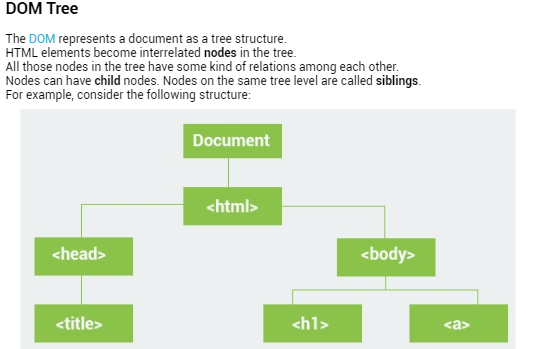 DOM Tree
The DOM represents a document as a tree structure.
HTML elements become interrelated nodes in the tree.
All those nodes in the tree have some kind of relations among each other.
Nodes can have child nodes. Nodes on the same tree level are called siblings.
For example, consider the following structure:
Document
<html>
<head>
<body>
<title>
<h1>
<a>